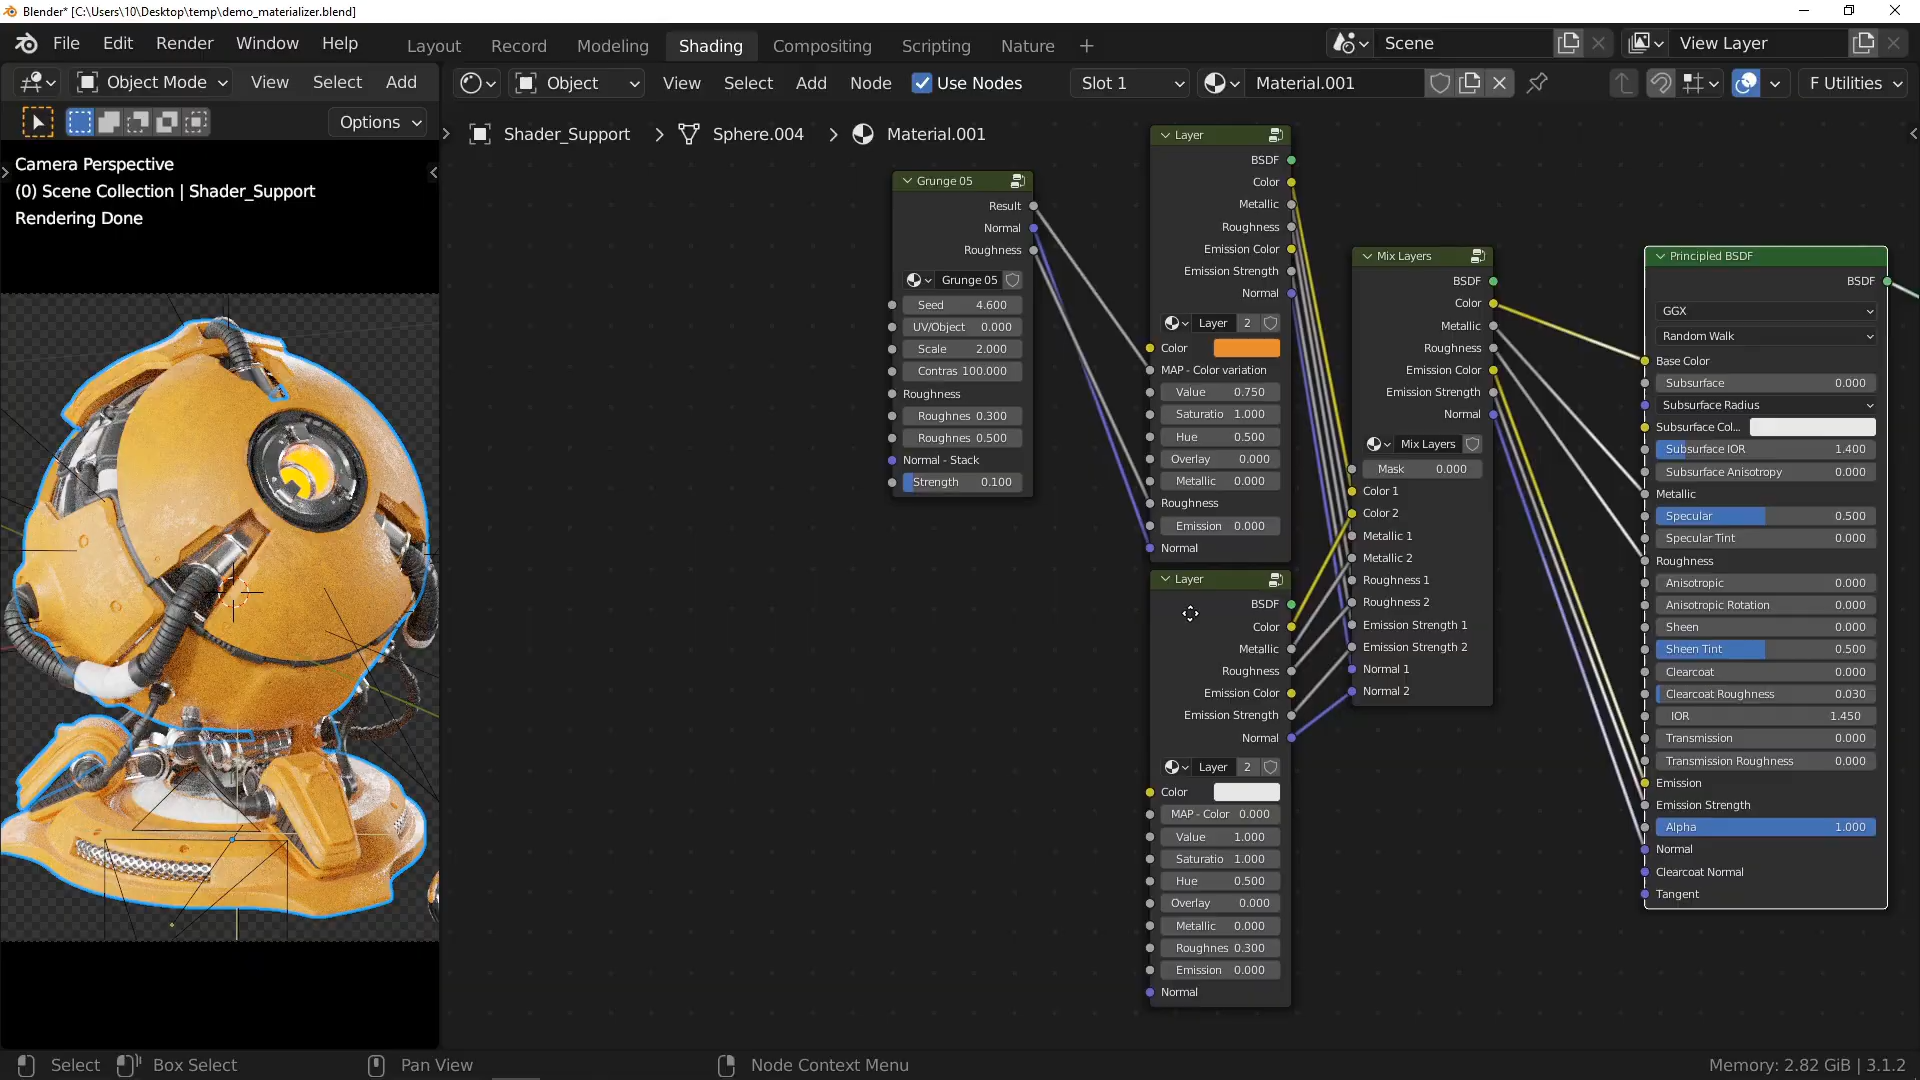 Blender* [C:\Users\10\Desktop\temp\demo_materializer.blend]
File Edit Render Window Help
Layout Record Modeling Shading Compositing Scripting Nature +
Scene
View Layer
Object Mode View Select Add
Object View Select Add Node Use Nodes
Slot 1
Material.001
F Utilities
Options
Shader_Support > Sphere.004 > Material.001
Camera Perspective
(0) Scene Collection | Shader_Support
Rendering Done
Grunge 05
Result
Normal
Roughness
Grunge 05
Seed 4.600
UV/Object 0.000
Scale 2.000
Contras 100.000
Roughness
Roughnes 0.300
Roughnes 0.500
Normal - Stack
Strength 0.100
Layer
BSDF
Color
Metallic
Roughness
Emission Color
Emission Strength
Normal
Layer 2
Color
MAP - Color variation
Value 0.750
Saturatio 1.000
Hue 0.500
Overlay 0.000
Metallic 0.000
Roughness
Emission 0.000
Normal
Layer
BSDF
Color
Metallic
Roughness
Emission Color
Emission Strength
Normal
Layer 2
Color
MAP - Color 0.000
Value 1.000
Saturatio 1.000
Hue 0.500
Overlay 0.000
Metallic 0.000
Roughnes 0.300
Emission 0.000
Normal
Mix Layers
BSDF
Color
Metallic
Roughness
Emission Color
Emission Strength
Normal
Mix Layers
Mask 0.000
Color 1
Color 2
Metallic 1
Metallic 2
Roughness 1
Roughness 2
Emission Strength 1
Emission Strength 2
Normal 1
Normal 2
Principled BSDF
BSDF
GGX
Random Walk
Base Color
Subsurface 0.000
Subsurface Radius
Subsurface Col...
Subsurface IOR 1.400
Subsurface Anisotropy 0.000
Metallic
Specular 0.500
Specular Tint 0.000
Roughness
Anisotropic 0.000
Anisotropic Rotation 0.000
Sheen 0.000
Sheen Tint 0.500
Clearcoat 0.000
Clearcoat Roughness 0.030
IOR 1.450
Transmission 0.000
Transmission Roughness 0.000
Emission
Emission Strength
Alpha 1.000
Normal
Clearcoat Normal
Tangent
Select Box Select Pan View Node Context Menu Memory: 2.82 GiB | 3.1.2